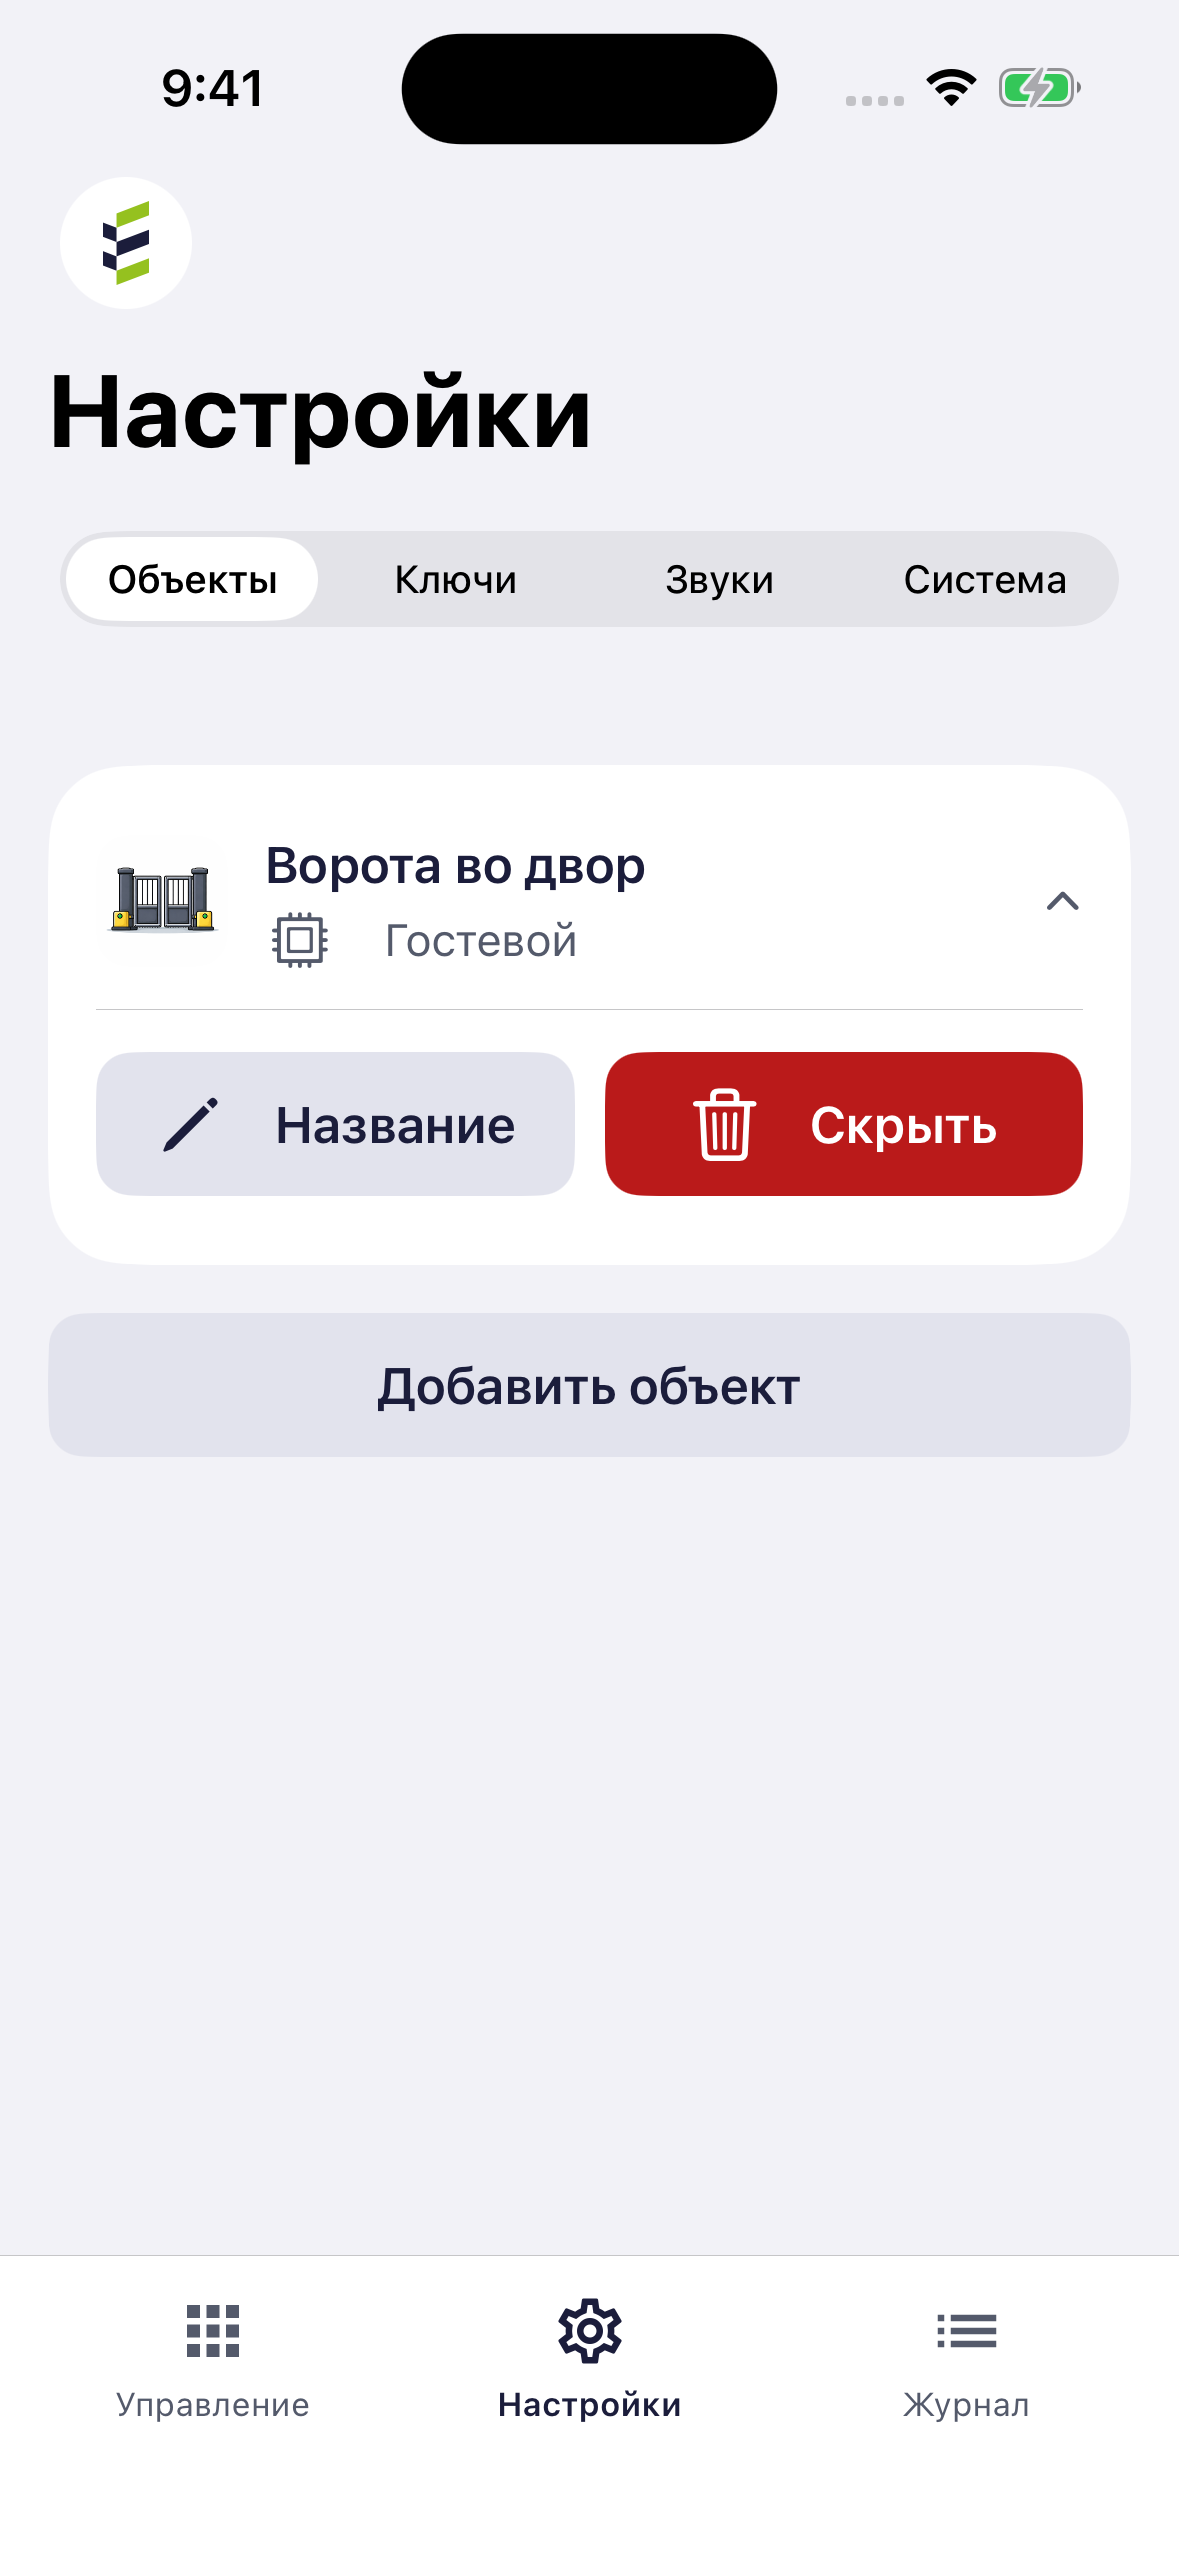 9:41
Настройки
Объекты Ключи Звуки Система
Ворота во двор
Гостевой
Название Скрыть
Добавить объект
Управление Настройки Журнал